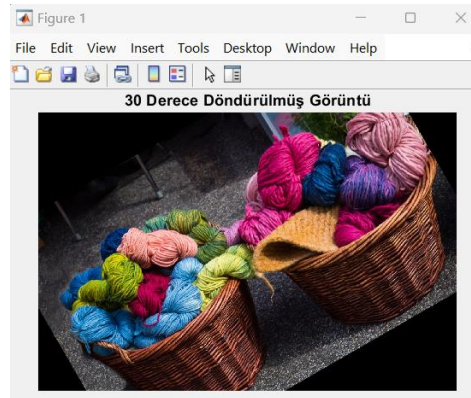 Figure 1
File Edit View Insert Tools Desktop Window Help
30 Derece Döndürülmüş Görüntü